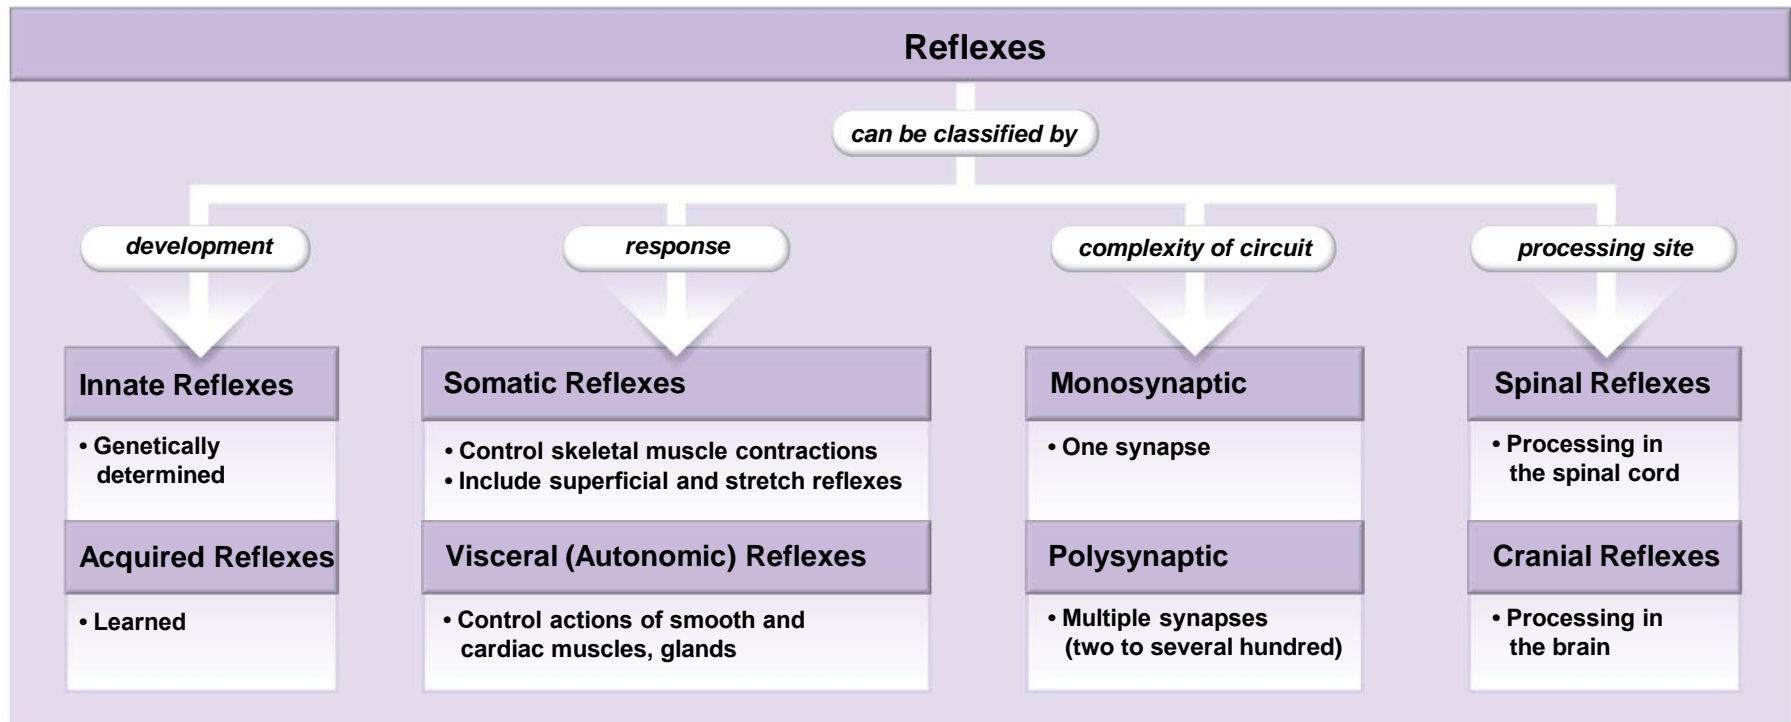 Reflexes
can be classified by
development
response
complexity of circuit
processing site
Innate Reflexes
• Genetically
determined
Acquired Reflexes
• Learned
Somatic Reflexes
• Control skeletal muscle contractions
• Include superficial and stretch reflexes
Visceral (Autonomic) Reflexes
• Control actions of smooth and
cardiac muscles, glands
Monosynaptic
• One synapse
Polysynaptic
• Multiple synapses
(two to several hundred)
Spinal Reflexes
• Processing in
the spinal cord
Cranial Reflexes
• Processing in
the brain